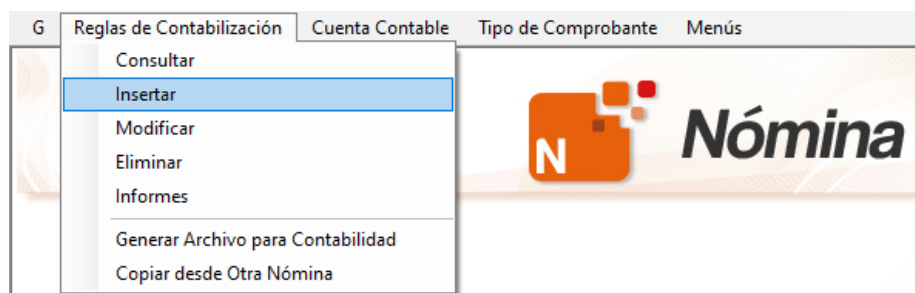 G Reglas de Contabilización Cuenta Contable Tipo de Comprobante Menús
Consultar
Insertar
Modificar
Eliminar
Informes
Generar Archivo para Contabilidad
Copiar desde Otra Nómina
N Nómina